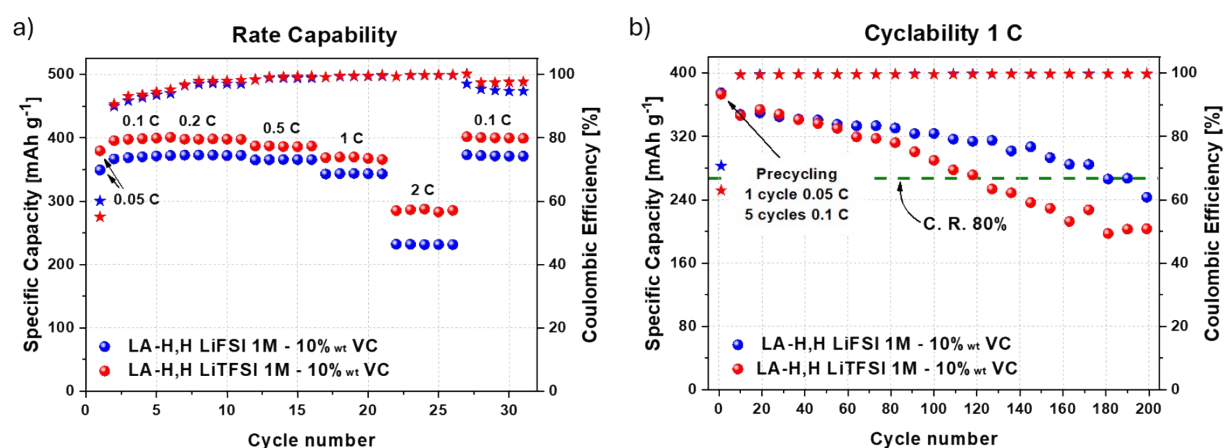 a)
Rate Capability
Specific Capacity [mAh g⁻¹]
500
400
300
200
100
0
0.05 C
0.1 C
0.2 C
0.5 C
1 C
2 C
0.1 C
LA-H,H LiFSI 1M - 10% wt VC
LA-H,H LiTFSI 1M - 10% wt VC
0 5 10 15 20 25 30
Cycle number
100
80
60
40
20
0
Coulombic Efficiency [%]
b)
Cyclability 1 C
Specific Capacity [mAh g⁻¹]
400
320
240
160
80
0
Precycling
1 cycle 0.05 C
5 cycles 0.1 C
C. R. 80%
LA-H,H LiFSI 1M - 10% wt VC
LA-H,H LiTFSI 1M - 10% wt VC
0 20 40 60 80 100 120 140 160 180 200
Cycle number
100
80
60
40
20
0
Coulombic Efficiency [%]